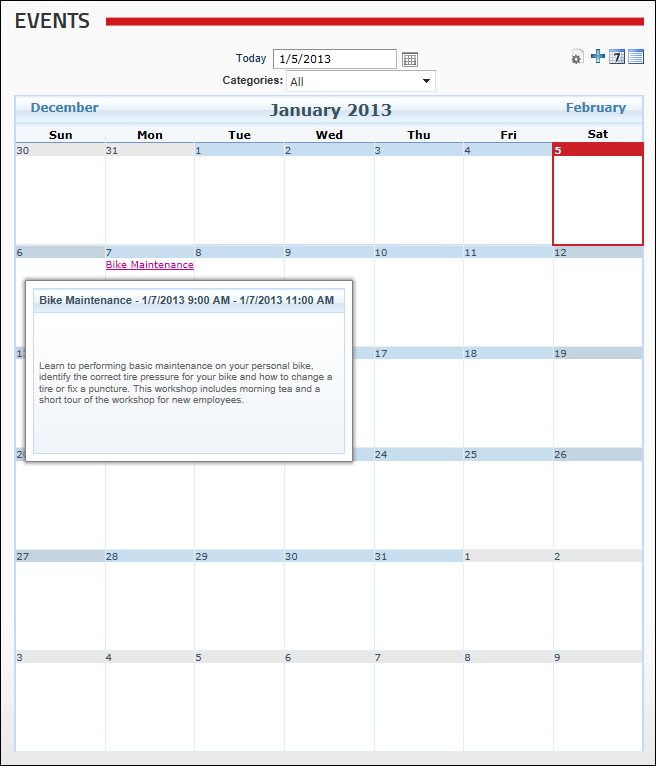 EVENTS
Today 1/5/2013
7
Categories: All
December January 2013 February
Sun Mon Tue Wed Thu Fri Sat
30 31 1 2 3 4 5
6 7 8 9 10 11 12
Bike Maintenance
Bike Maintenance - 1/7/2013 9:00 AM - 1/7/2013 11:00 AM
Learn to performing basic maintenance on your personal bike,
identify the correct tire pressure for your bike and how to change a
tire or fix a puncture. This workshop includes morning tea and a
short tour of the workshop for new employees.
17 18 19
24 25 26
27 28 29 30 31 1 2
3 4 5 6 7 8 9